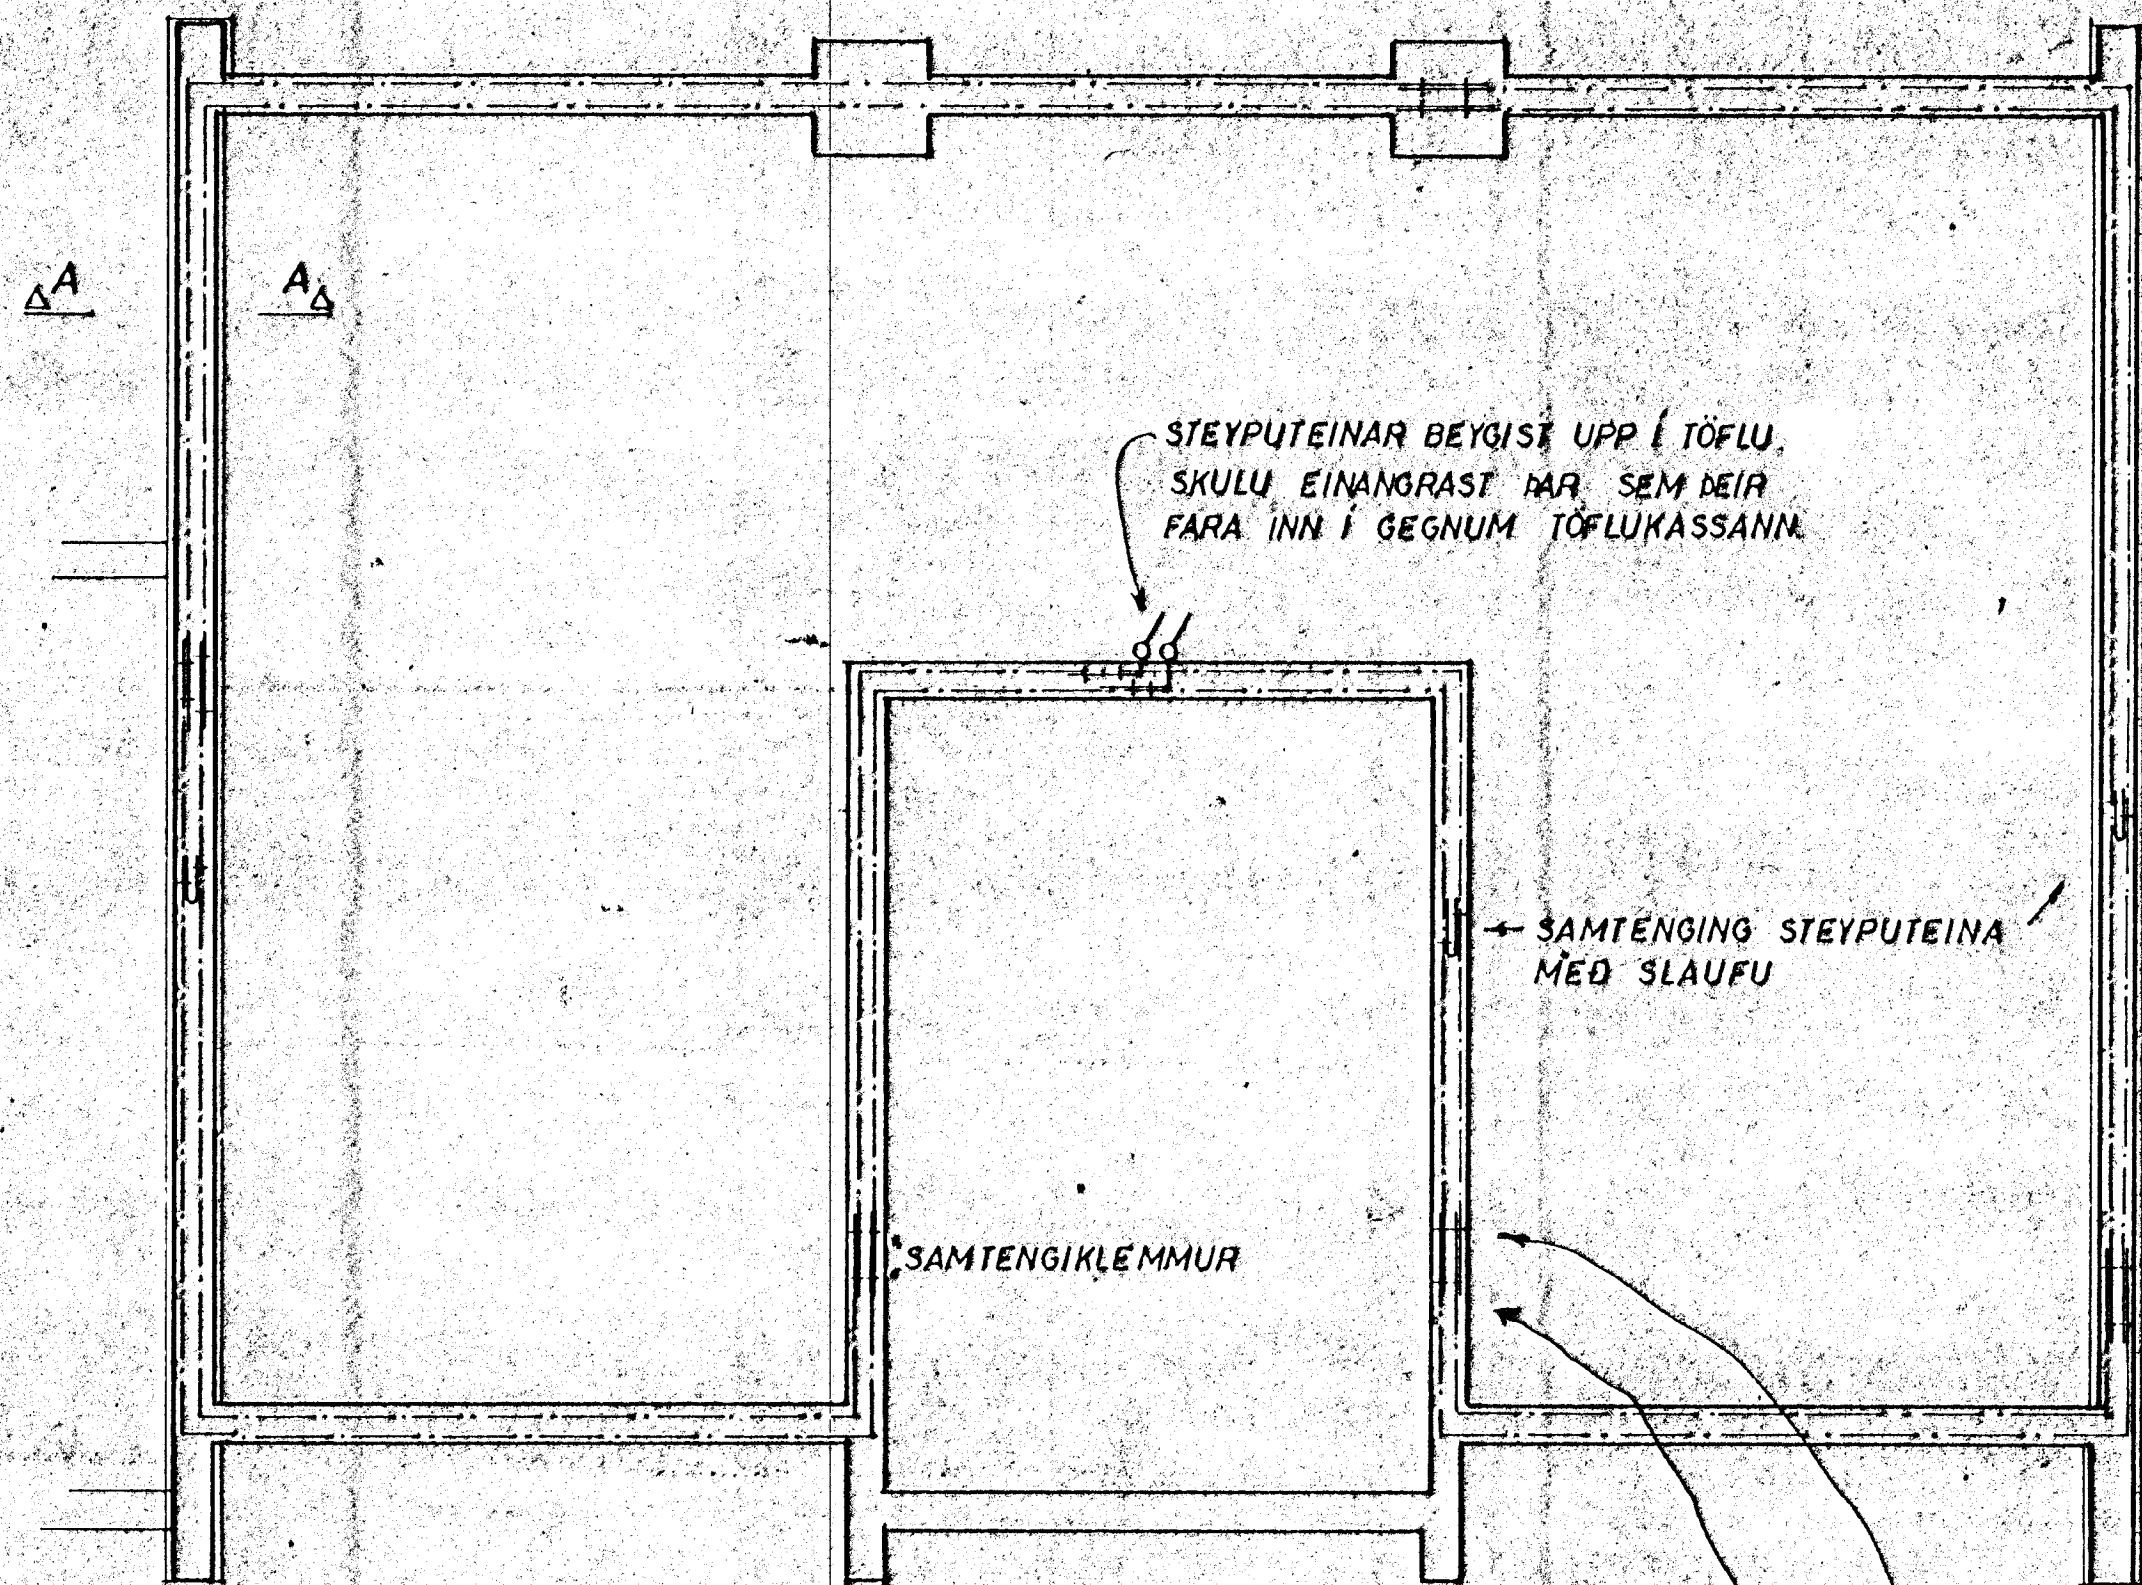 A
A
STEYPUTEINAR BEYGIST UPP Í TÖFLU.
SKULU EINANGRAST ÞAR SEM ÞEIR
FARA INN Í GEGNUM TÖFLUKASSANN.
SAMTENGING STEYPUTEINA
MEÐ SLAUFU
SAMTENGIKLEMMUR